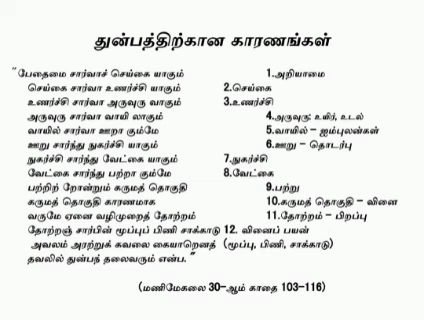 துன்பத்திற்கான காரணங்கள்
"பேதைமை சார்வாச் செய்கை யாகும் 1.அறியாமை
செய்கை சார்வா உணர்ச்சி யாகும் 2.செய்கை
உணர்ச்சி சார்வா அருவுரு வாகும் 3.உணர்ச்சி
அருவுரு சார்வா வாயி லாகும் 4.அருவுரு; உயிர், உடல்
வாயில் சார்வா ஊறா கும்மே 5.வாயில் - ஐம்புலன்கள்
ஊறு சார்ந்து நுகர்ச்சி யாகும் 6.ஊறு - தொடர்பு
நுகர்ச்சி சார்ந்து வேட்கை யாகும் 7.நுகர்ச்சி
வேட்கை சார்ந்து பற்றா கும்மே 8.வேட்கை
பற்றிற் றோன்றும் கருமத் தொகுதி 9.பற்று
கருமத் தொகுதி காரணமாக 10.கருமத் தொகுதி - வினை
வருமே ஏனை வழிமுறைத் தோற்றம் 11.தோற்றம் - பிறப்பு
தோற்றஞ் சார்பின் மூப்புப் பிணி சாக்காடு 12. வினைப் பயன்
அவலம் அரற்றுக் கவலை கையாறெனத் (மூப்பு, பிணி, சாக்காடு)
தவலில் துன்பந் தலைவரும் என்ப."
(மணிமேகலை 30-ஆம் காதை 103-116)